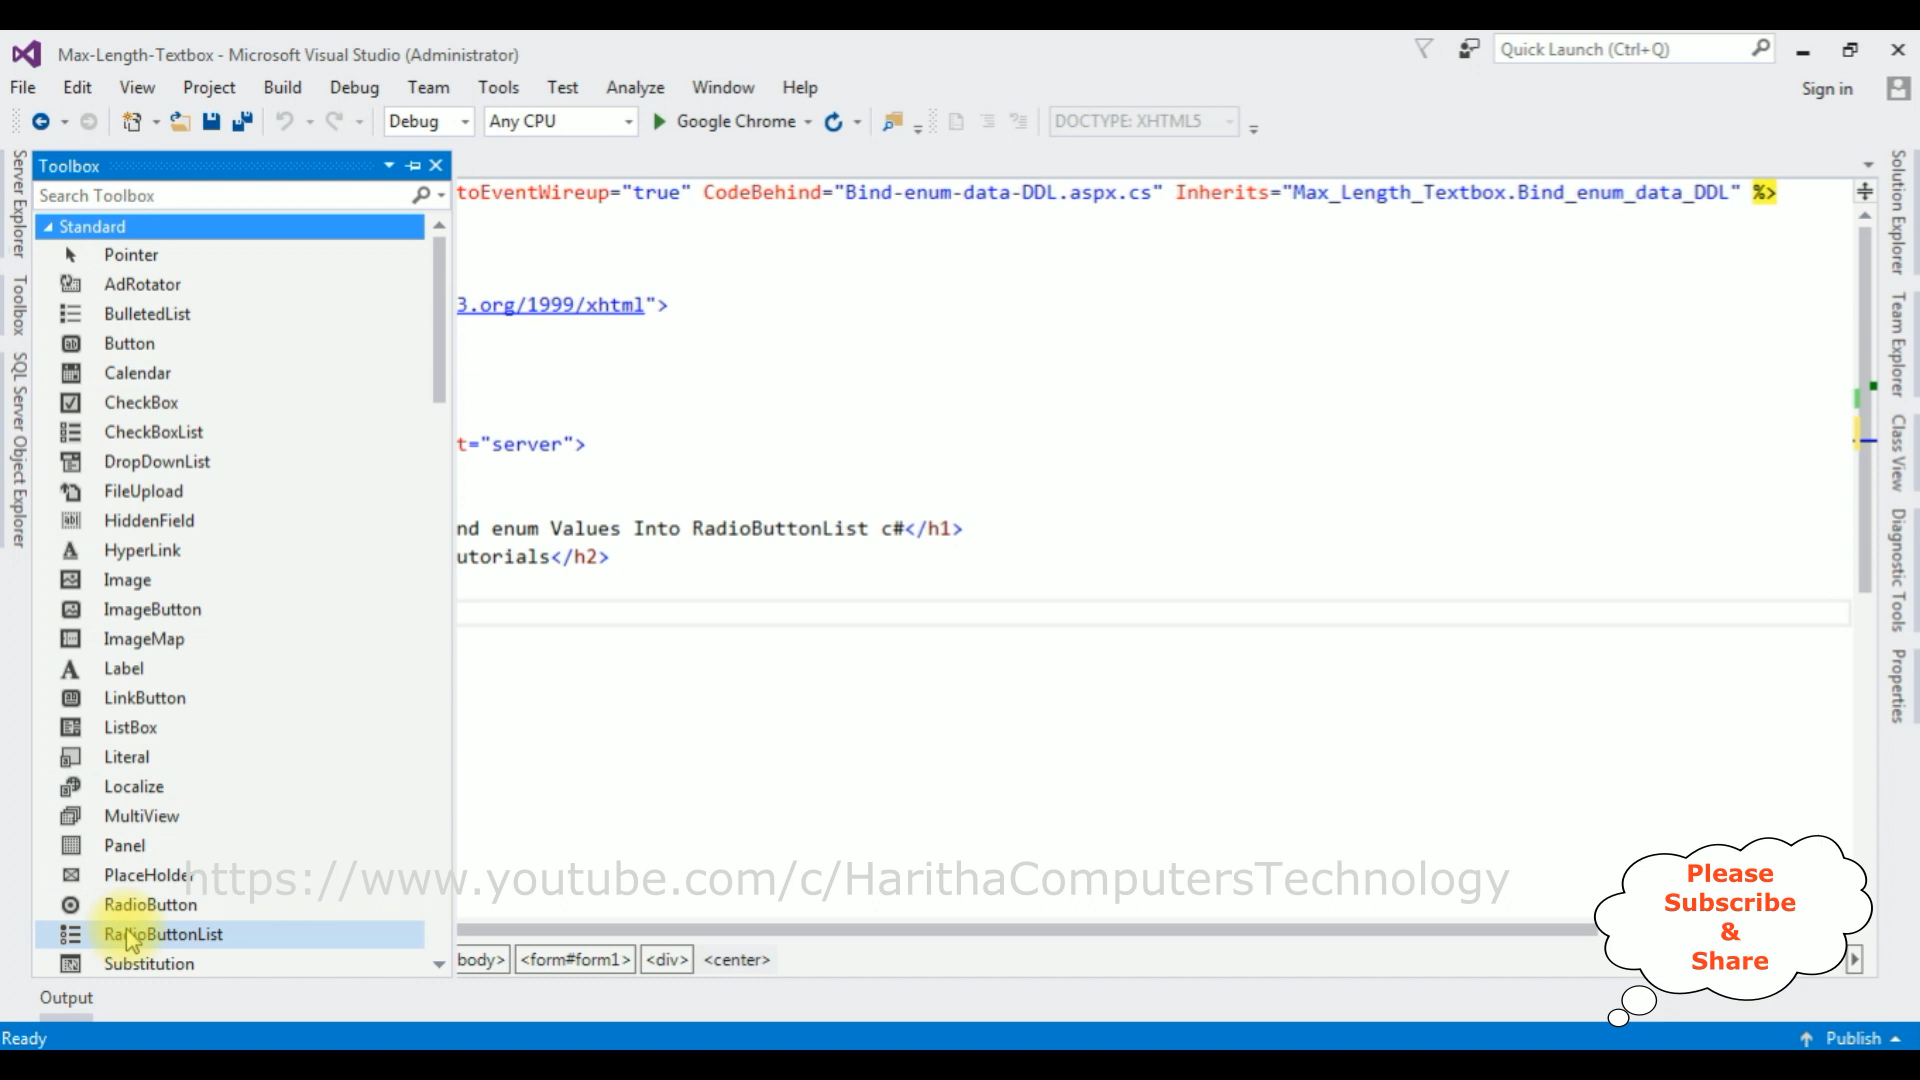 Max-Length-Textbox - Microsoft Visual Studio (Administrator)
Quick Launch (Ctrl+Q)
File Edit View Project Build Debug Team Tools Test Analyze Window Help
Sign in
Debug Any CPU Google Chrome DOCTYPE: XHTML5
Server Explorer
Toolbox
SQL Server Object Explorer
Toolbox
Search Toolbox
Standard
Pointer
AdRotator
BulletedList
Button
Calendar
CheckBox
CheckBoxList
DropDownList
FileUpload
HiddenField
HyperLink
Image
ImageButton
ImageMap
Label
LinkButton
ListBox
Literal
Localize
MultiView
Panel
PlaceHolder
RadioButton
RadioButtonList
Substitution
toEventWireup="true" CodeBehind="Bind-enum-data-DDL.aspx.cs" Inherits="Max_Length_Textbox.Bind_enum_data_DDL" %>
3.org/1999/xhtml">
t="server">
nd enum Values Into RadioButtonList c#</h1>
utorials</h2>
https://www.youtube.com/c/HarithaComputersTechnology
body> <form#form1> <div> <center>
Please
Subscribe
&
Share
Solution Explorer
Team Explorer
Class View
Diagnostic Tools
Properties
Output
Ready
Publish